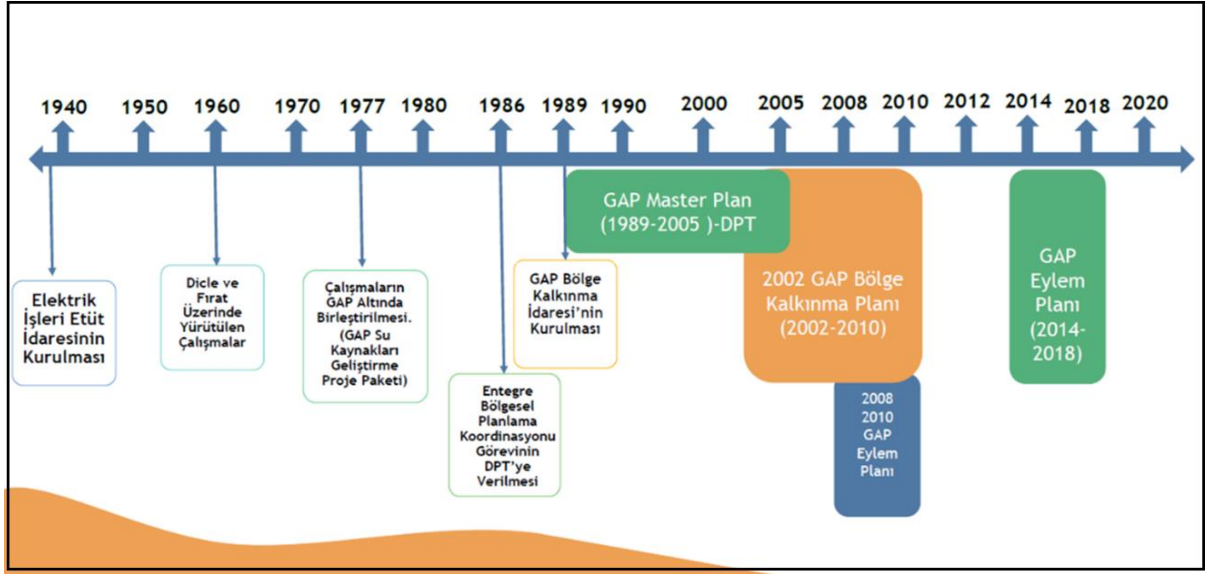 1940
1950
1960
1970
1977
1980
1986
1989
1990
2000
2005
2008
2010
2012
2014
2018
2020
Elektrik
İşleri Etüt
İdaresinin
Kurulması
Dicle ve
Fırat
Üzerinde
Yürütülen
Çalışmalar
Çalışmaların
GAP Altında
Birleştirilmesi.
(GAP Su
Kaynakları
Geliştirme
Proje Paketi)
Entegre
Bölgesel
Planlama
Koordinasyonu
Görevinin
DPT'ye
Verilmesi
GAP Bölge
Kalkınma
İdaresi'nin
Kurulması
GAP Master Plan
(1989-2005 )-DPT
2002 GAP Bölge
Kalkınma Planı
(2002-2010)
2008
2010
GAP
Eylem
Planı
GAP
Eylem
Planı
(2014-
2018)